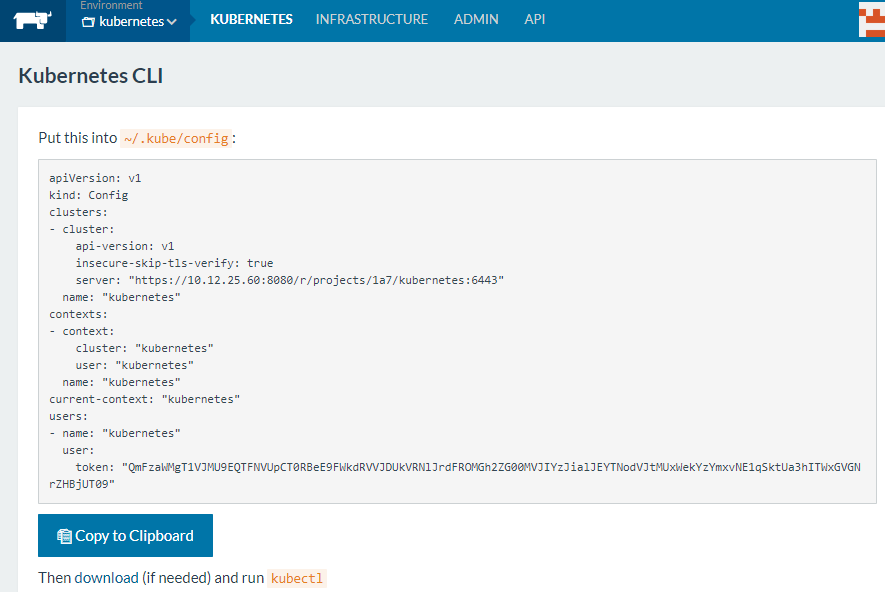 Environment
kubernetes
KUBERNETES
INFRASTRUCTURE
ADMIN
API
Kubernetes CLI
Put this into ~/.kube/config :
apiVersion: v1
kind: Config
clusters:
- cluster:
    api-version: v1
    insecure-skip-tls-verify: true
    server: "https://10.12.25.60:8080/r/projects/1a7/kubernetes:6443"
  name: "kubernetes"
contexts:
- context:
    cluster: "kubernetes"
    user: "kubernetes"
  name: "kubernetes"
current-context: "kubernetes"
users:
- name: "kubernetes"
  user:
    token: "QmFzaWMgT1VJMU9EQTFNVUpCT0RBeE9FWkdRVVJDUkVRNlJrdFROMGh2ZG00MVJIYzJialJEYTNodVJtMUxWekYzYmxvNE1qSktUa3hITWxGVGN
rZHBjUT09"
Copy to Clipboard
Then download (if needed) and run kubectl